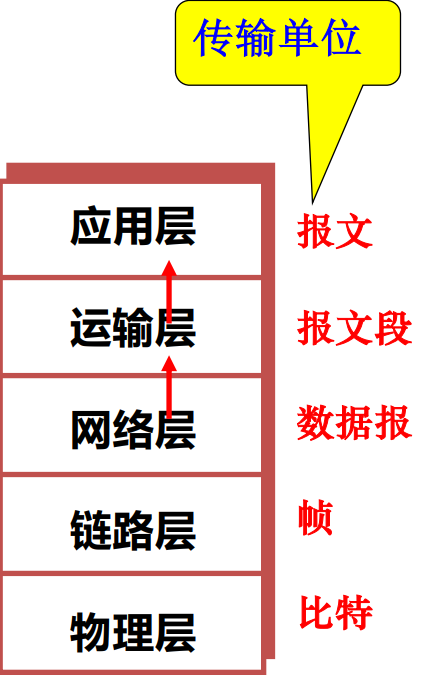 传输单位
应用层 报文
运输层 报文段
网络层 数据报
链路层 帧
物理层 比特